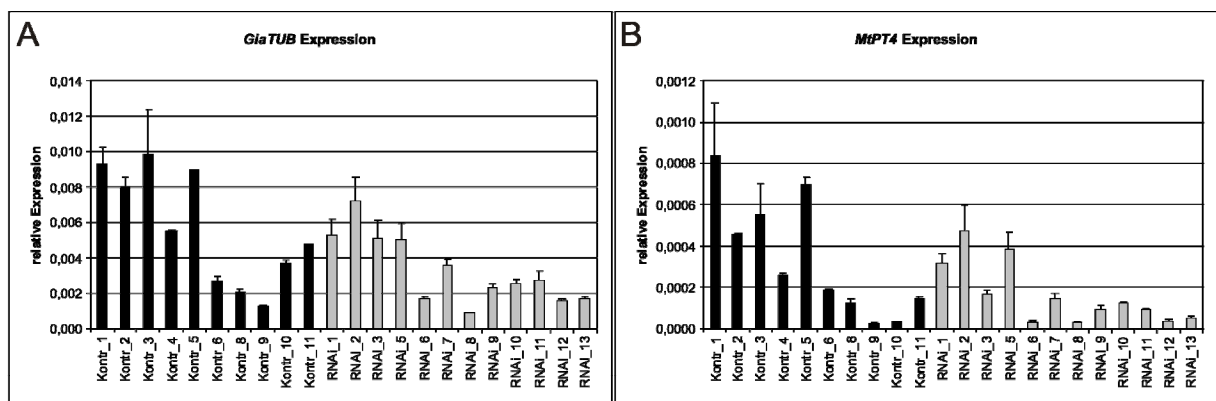 A
GiaTUB Expression
relative Expression
0,014
0,012
0,010
0,008
0,006
0,004
0,002
0,000
Kontr_1
Kontr_2
Kontr_3
Kontr_4
Kontr_5
Kontr_6
Kontr_8
Kontr_9
Kontr_10
Kontr_11
RNAi_1
RNAi_2
RNAi_3
RNAi_5
RNAi_6
RNAi_7
RNAi_8
RNAi_9
RNAi_10
RNAi_11
RNAi_12
RNAi_13
B
MtPT4 Expression
relative Expression
0,0012
0,0010
0,0008
0,0006
0,0004
0,0002
0,0000
Kontr_1
Kontr_2
Kontr_3
Kontr_4
Kontr_5
Kontr_6
Kontr_8
Kontr_9
Kontr_10
Kontr_11
RNAi_1
RNAi_2
RNAi_3
RNAi_5
RNAi_6
RNAi_7
RNAi_8
RNAi_9
RNAi_10
RNAi_11
RNAi_12
RNAi_13